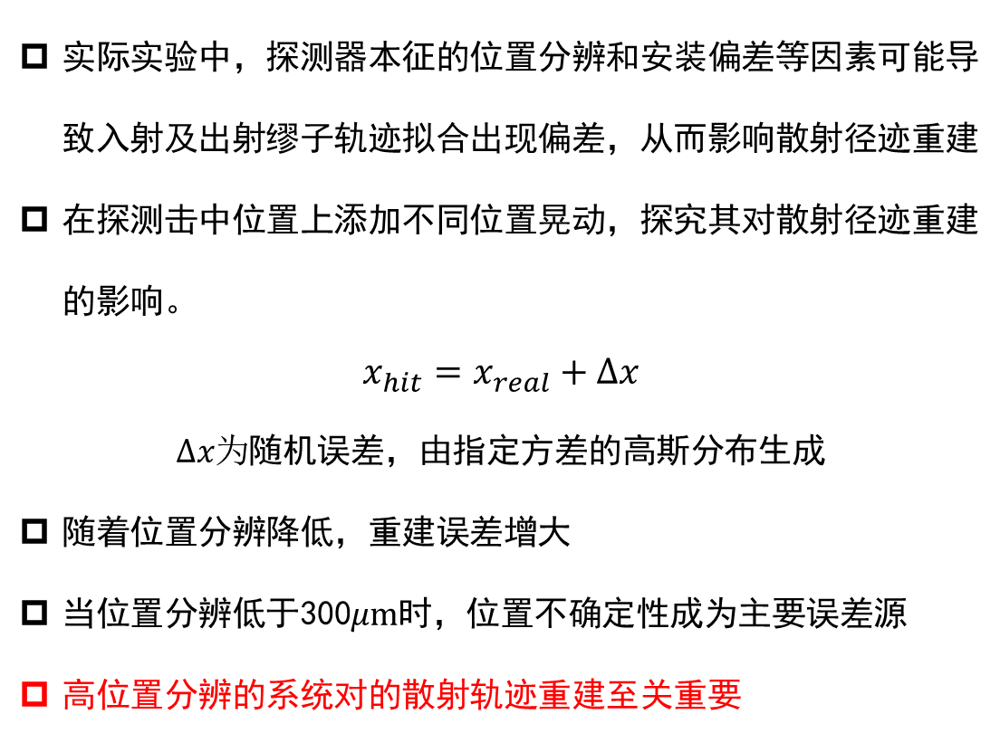 实际实验中，探测器本征的位置分辨和安装偏差等因素可能导
致入射及出射缪子轨迹拟合出现偏差，从而影响散射径迹重建
在探测击中位置上添加不同位置晃动，探究其对散射径迹重建
的影响。
x_{hit} = x_{real} + Δx
Δx为随机误差，由指定方差的高斯分布生成
随着位置分辨降低，重建误差增大
当位置分辨低于300μm时，位置不确定性成为主要误差源
高位置分辨的系统对的散射轨迹重建至关重要